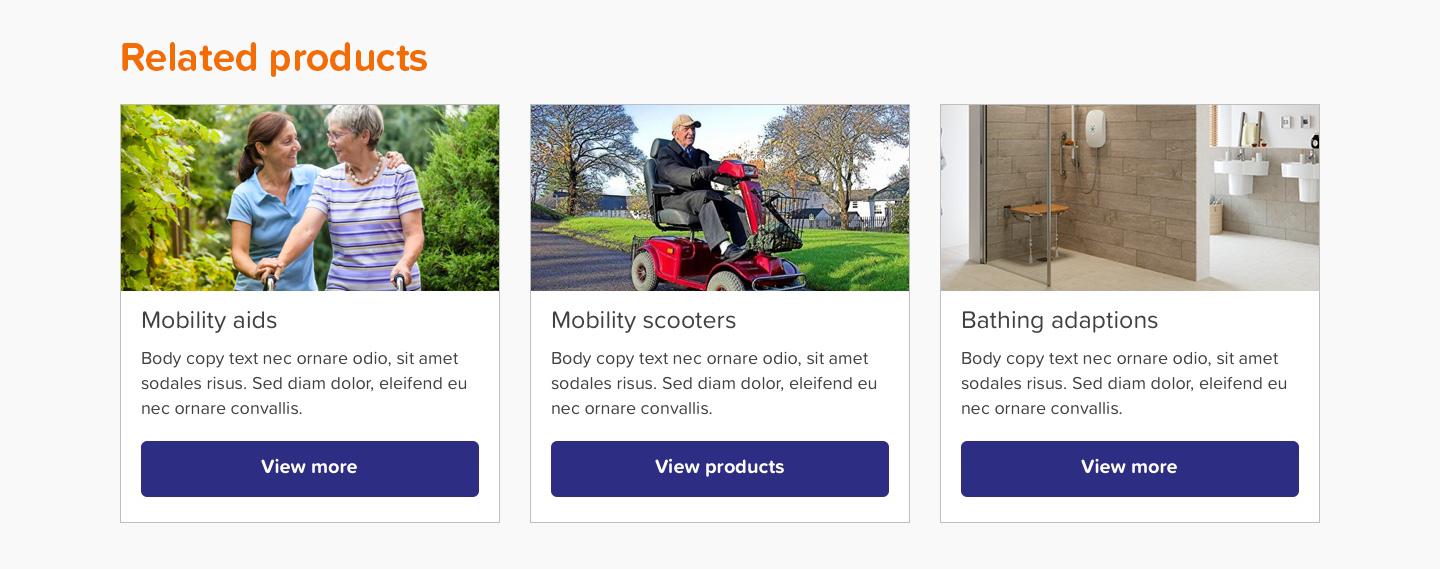 Related products
Mobility aids
Body copy text nec ornare odio, sit amet
sodales risus. Sed diam dolor, eleifend eu
nec ornare convallis.
View more
Mobility scooters
Body copy text nec ornare odio, sit amet
sodales risus. Sed diam dolor, eleifend eu
nec ornare convallis.
View products
Bathing adaptions
Body copy text nec ornare odio, sit amet
sodales risus. Sed diam dolor, eleifend eu
nec ornare convallis.
View more